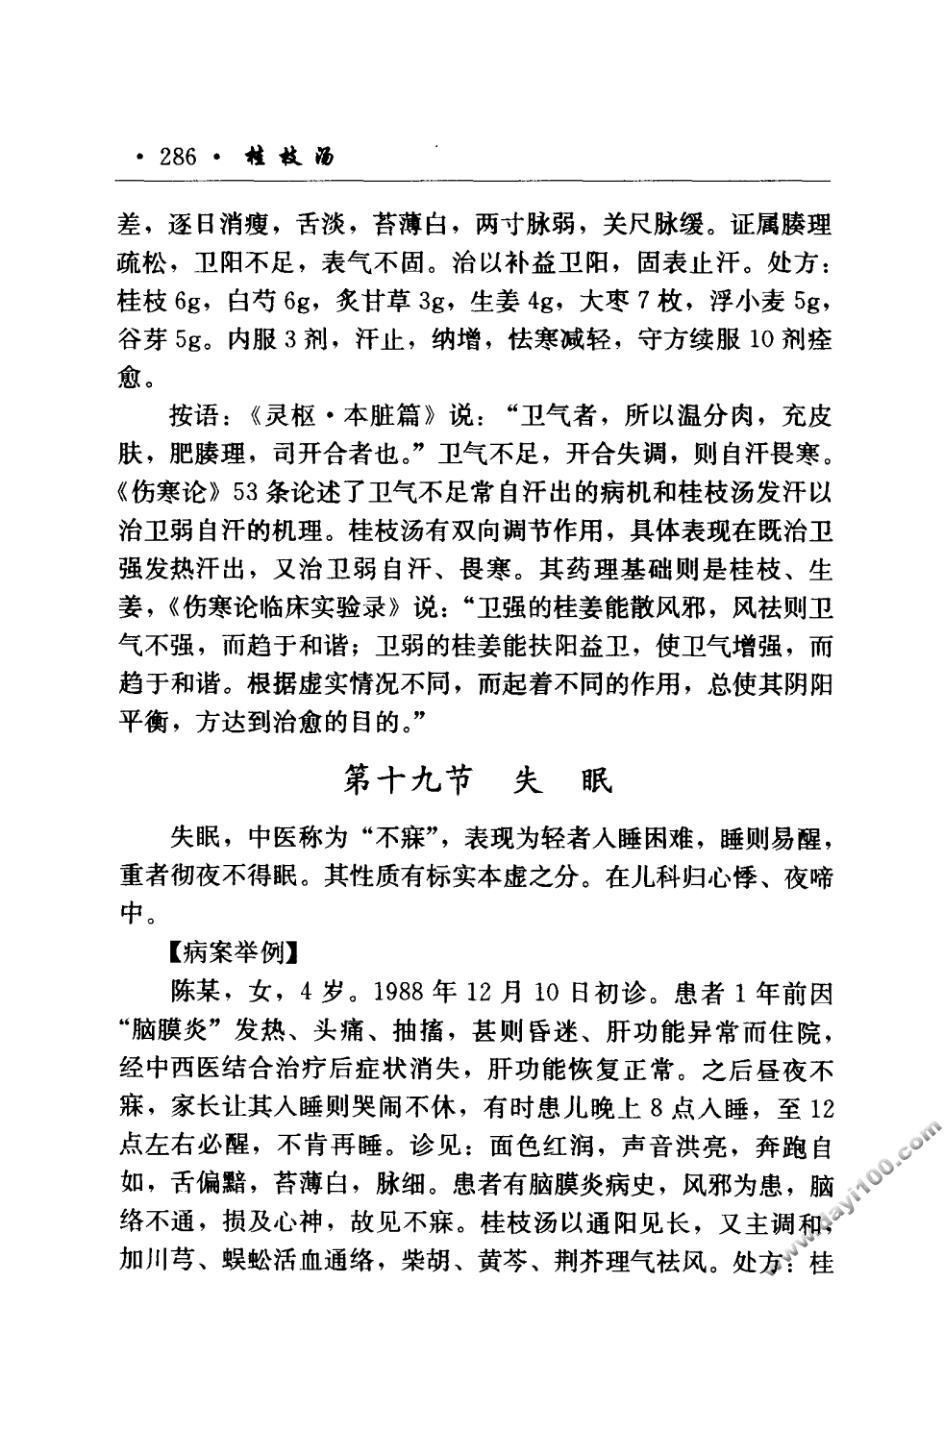 ·286· 桂枝汤
差，逐日消瘦，舌淡，苔薄白，两寸脉弱，关尺脉缓。证属腠理
疏松，卫阳不足，表气不固。治以补益卫阳，固表止汗。处方：
桂枝 6g，白芍 6g，炙甘草 3g，生姜 4g，大枣 7 枚，浮小麦 5g，
谷芽 5g。内服 3 剂，汗止，纳增，怯寒减轻，守方续服 10 剂痊
愈。
按语：《灵枢·本脏篇》说：“卫气者，所以温分肉，充皮
肤，肥腠理，司开合者也。”卫气不足，开合失调，则自汗畏寒。
《伤寒论》53 条论述了卫气不足常自汗出的病机和桂枝汤发汗以
治卫弱自汗的机理。桂枝汤有双向调节作用，具体表现在既治卫
强发热汗出，又治卫弱自汗、畏寒。其药理基础则是桂枝、生
姜，《伤寒论临床实验录》说：“卫强的桂姜能散风邪，风祛则卫
气不强，而趋于和谐；卫弱的桂姜能扶阳益卫，使卫气增强，而
趋于和谐。根据虚实情况不同，而起着不同的作用，总使其阴阳
平衡，方达到治愈的目的。”
第十九节 失 眠
失眠，中医称为“不寐”，表现为轻者入睡困难，睡则易醒，
重者彻夜不得眠。其性质有标实本虚之分。在儿科归心悸、夜啼
中。
【病案举例】
陈某，女，4 岁。1988 年 12 月 10 日初诊。患者 1 年前因
“脑膜炎”发热、头痛、抽搐，甚则昏迷、肝功能异常而住院，
经中西医结合治疗后症状消失，肝功能恢复正常。之后昼夜不
寐，家长让其入睡则哭闹不休，有时患儿晚上 8 点入睡，至 12
点左右必醒，不肯再睡。诊见：面色红润，声音洪亮，奔跑自
如，舌偏黯，苔薄白，脉细。患者有脑膜炎病史，风邪为患，脑
络不通，损及心神，故见不寐。桂枝汤以通阳见长，又主调和，
加川芎、蜈蚣活血通络，柴胡、黄芩、荆芥理气祛风。处方：桂
www.dayi100.com